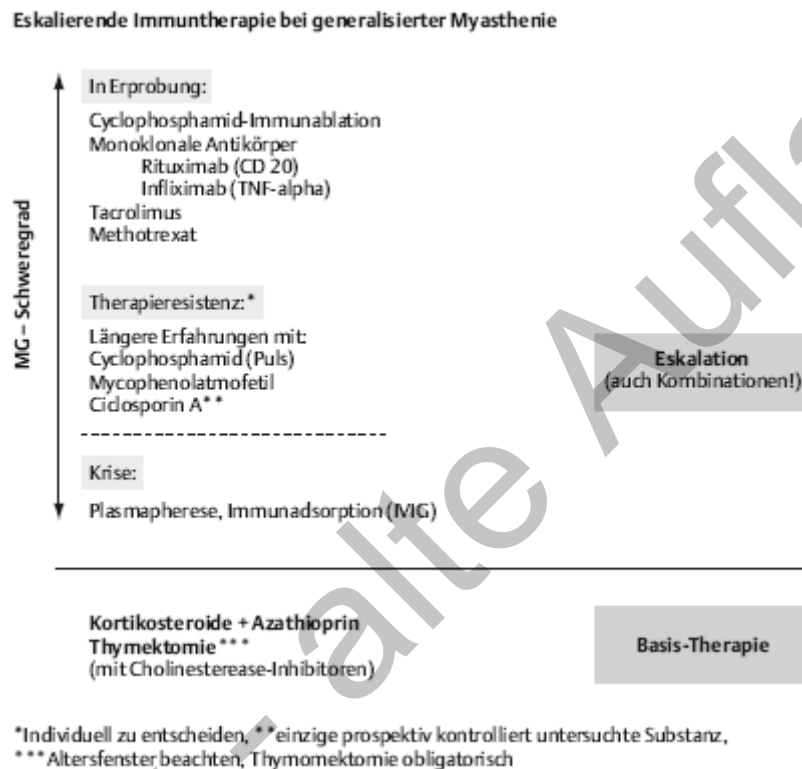 Eskalierende Immuntherapie bei generalisierter Myasthenie
MG – Schweregrad
In Erprobung:
Cyclophosphamid-Immunablation
Monoklonale Antikörper
Rituximab (CD 20)
Infliximab (TNF-alpha)
Tacrolimus
Methotrexat
Therapieresistenz:*
Längere Erfahrungen mit:
Cyclophosphamid (Puls)
Mycophenolatmofetil
Ciclosporin A**
Eskalation
(auch Kombinationen!)
Krise:
Plasmapherese, Immunadsorption (IVIG)
Kortikosteroide + Azathioprin
Thymektomie***
(mit Cholinesterease-Inhibitoren)
Basis-Therapie
*Individuell zu entscheiden, **einzige prospektiv kontrolliert untersuchte Substanz,
***Altersfenster beachten, Thymomektomie obligatorisch
- alte Aufla